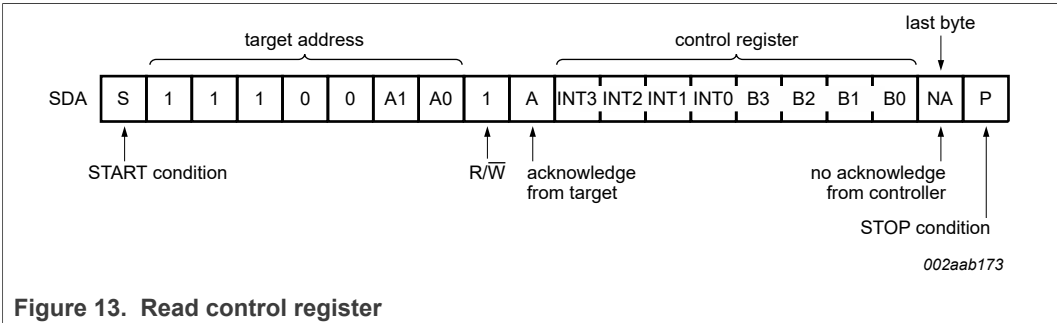 last byte
target address control register
SDA S 1 1 1 0 0 A1 A0 1 A INT3 INT2 INT1 INT0 B3 B2 B1 B0 NA P
START condition R/W̅ acknowledge from target no acknowledge from controller
STOP condition
002aab173
Figure 13. Read control register